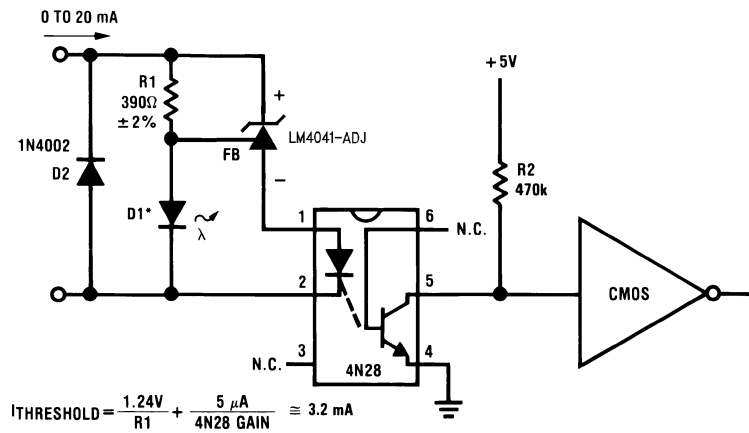 0 TO 20 mA
R1
390Ω
±2%
+
LM4041-ADJ
FB
−
1N4002
D2
D1*
λ
+5V
R2
470k
1
6
N.C.
2
5
CMOS
3
N.C.
4
4N28
ITHRESHOLD = 1.24V / R1 + 5 μA / 4N28 GAIN ≅ 3.2 mA